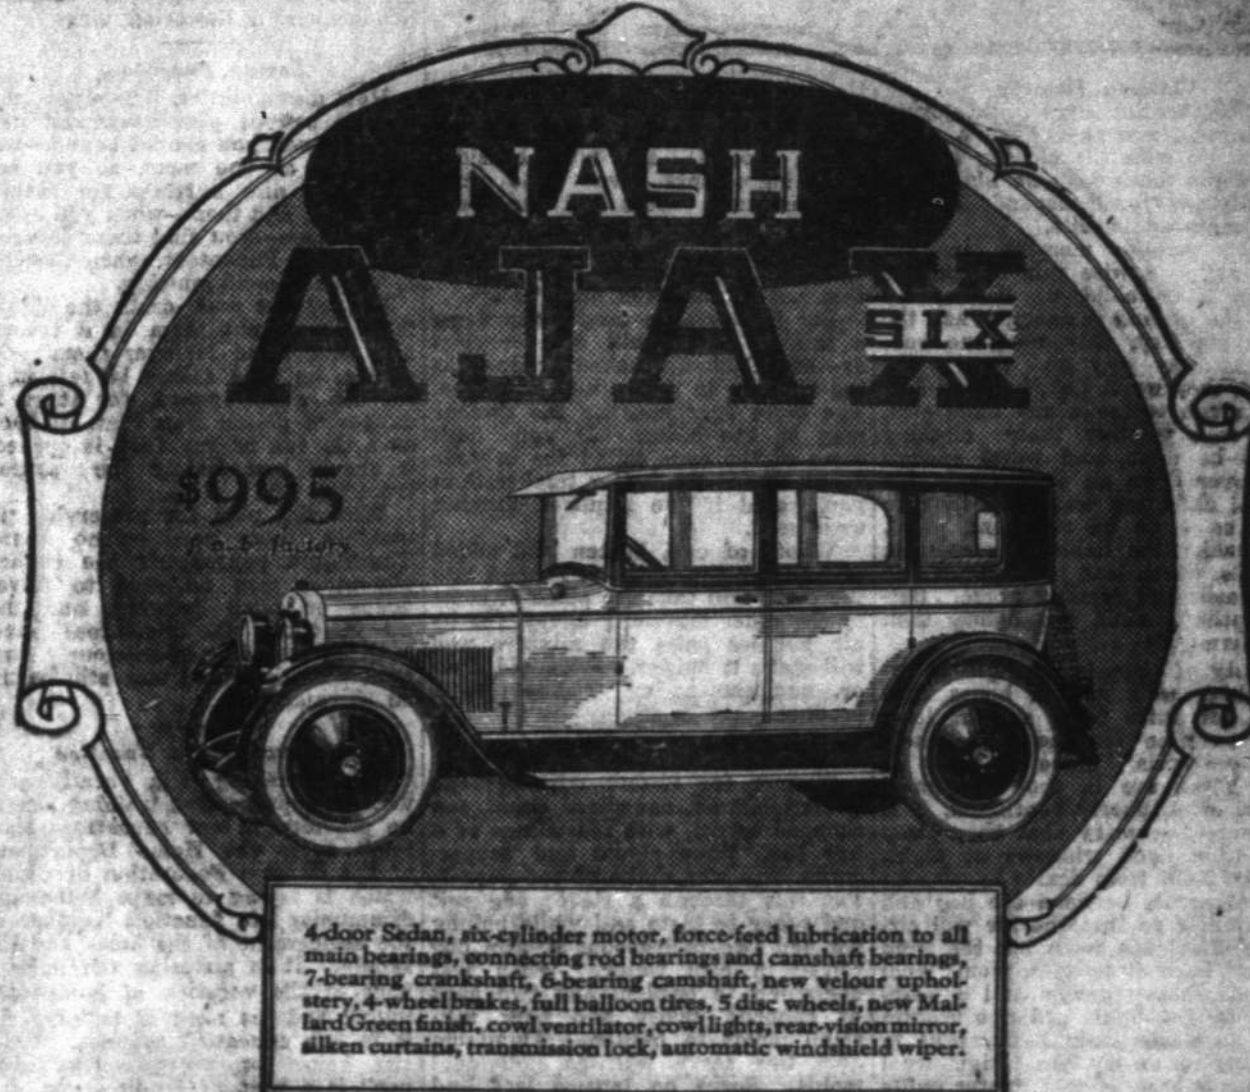 NASH
AJAX
SIX
$995
f. o. b. factory
4-door Sedan, six-cylinder motor, force-feed lubrication to all
main bearings, connecting rod bearings and camshaft bearings,
7-bearing crankshaft, 6-bearing camshaft, new velour uphol-
stery, 4-wheel brakes, full balloon tires, 5 disc wheels, new Mal-
lard Green finish, cowl ventilator, cowl lights, rear-vision mirror,
silken curtains, transmission lock, automatic windshield wiper.